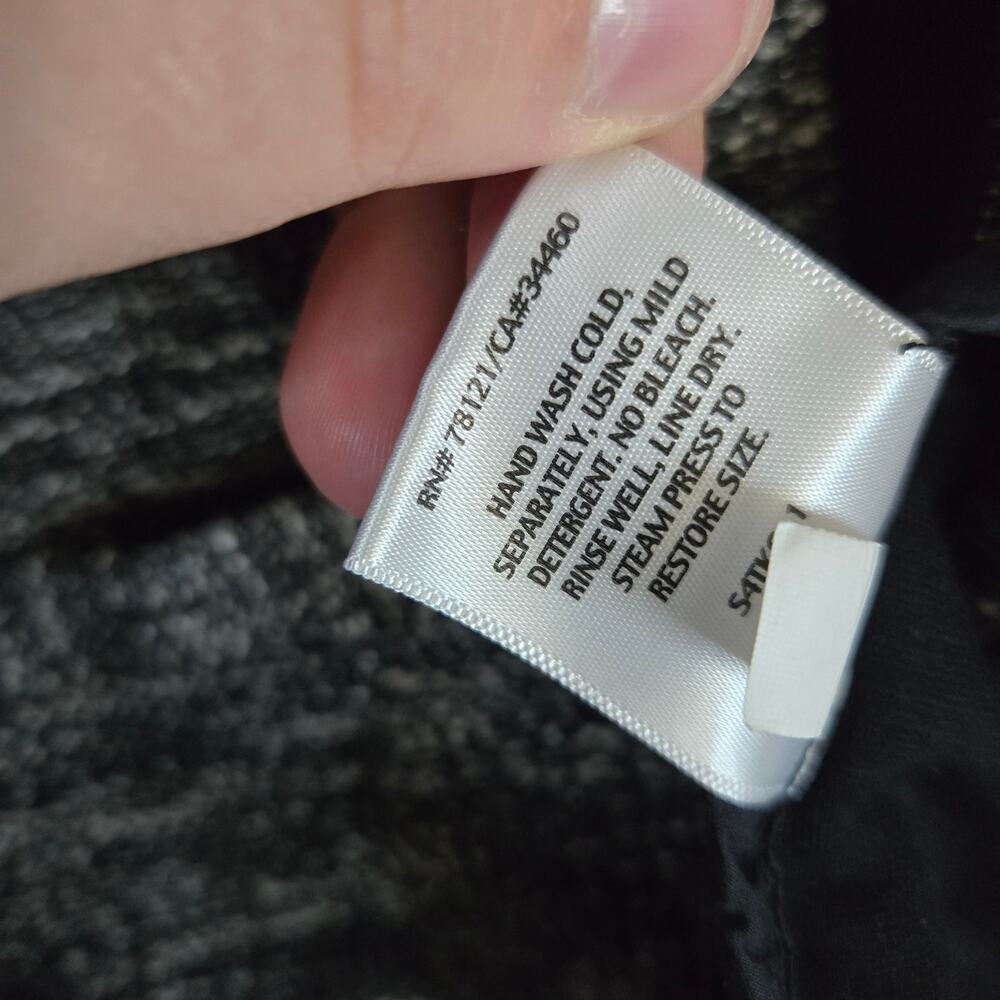 RN# 78121/CA#34460
HAND WASH COLD,
SEPARATELY, USING MILD
DETERGENT. NO BLEACH.
RINSE WELL, LINE DRY.
STEAM PRESS TO
RESTORE SIZE.